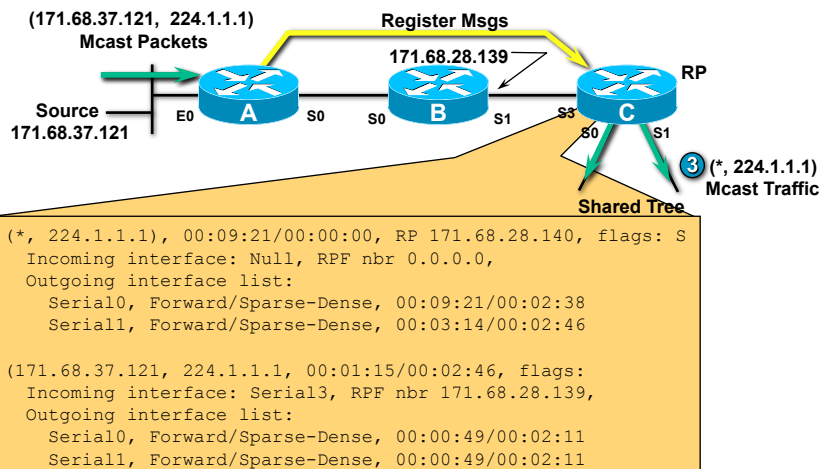 (171.68.37.121, 224.1.1.1)
Mcast Packets
Register Msgs
171.68.28.139
RP
A
B
C
Source
171.68.37.121
E0
S0
S0
S1
S3
S0
S1
3 (*, 224.1.1.1)
Mcast Traffic
Shared Tree
(*, 224.1.1.1), 00:09:21/00:00:00, RP 171.68.28.140, flags: S
Incoming interface: Null, RPF nbr 0.0.0.0,
Outgoing interface list:
Serial0, Forward/Sparse-Dense, 00:09:21/00:02:38
Serial1, Forward/Sparse-Dense, 00:03:14/00:02:46
(171.68.37.121, 224.1.1.1, 00:01:15/00:02:46, flags:
Incoming interface: Serial3, RPF nbr 171.68.28.139,
Outgoing interface list:
Serial0, Forward/Sparse-Dense, 00:00:49/00:02:11
Serial1, Forward/Sparse-Dense, 00:00:49/00:02:11